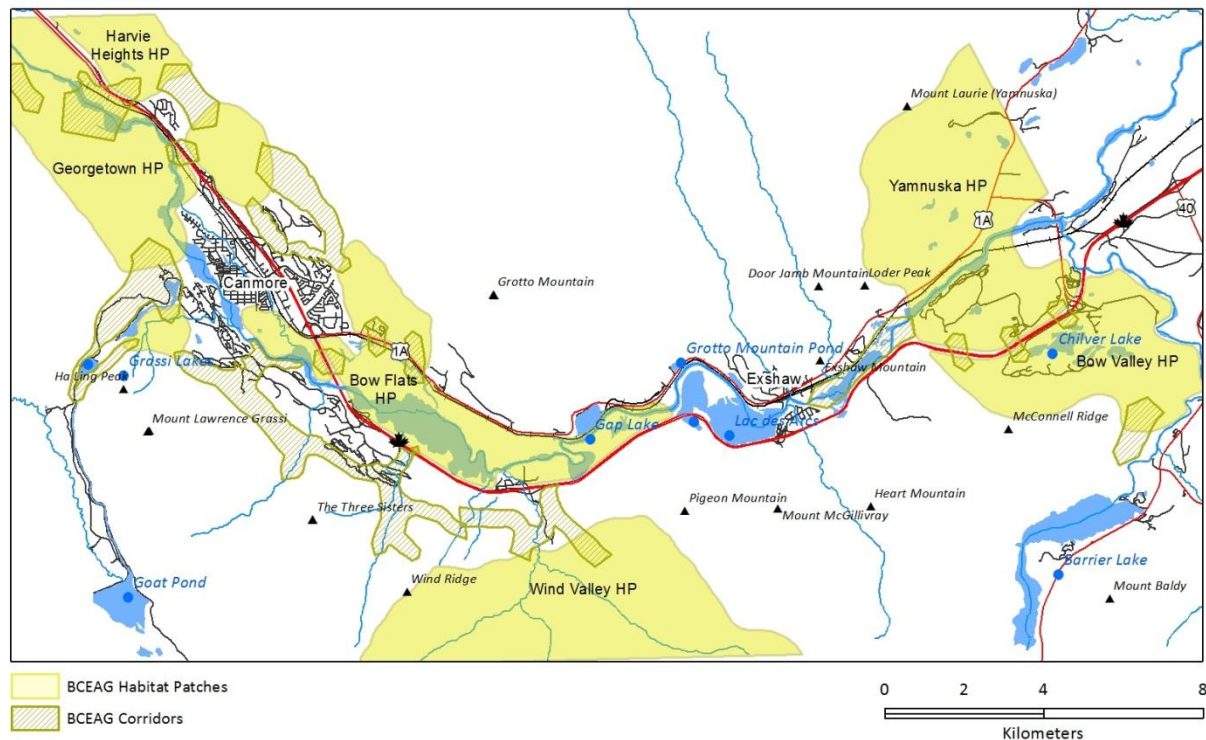 Harvie
Heights HP
Mount Laurie (Yamnuska)
Georgetown HP
Yamnuska HP
1A
40
Canmore
Grotto Mountain
Door Jamb Mountain
Loder Peak
1A
Grotto Mountain Pond
Chilver Lake
Grassi Lakes
Ha Ling Peak
Bow Flats
HP
Exshaw
Exshaw Mountain
Bow Valley HP
Mount Lawrence Grassi
Gap Lake
Lac des Arcs
McConnell Ridge
The Three Sisters
Pigeon Mountain
Heart Mountain
Mount McGillivray
Goat Pond
Wind Ridge
Wind Valley HP
Barrier Lake
Mount Baldy
BCEAG Habitat Patches
BCEAG Corridors
0 2 4 8
Kilometers